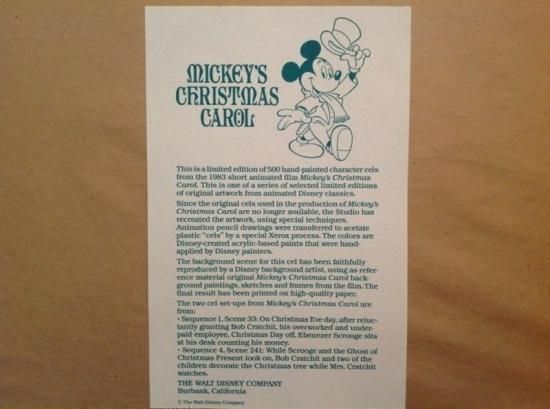 MICKEY'S
CHRISTMAS
CAROL
This is a limited edition of 500 hand-painted character cels
from the 1983 short animated film Mickey's Christmas
Carol. This is one of a series of selected limited editions
of original artwork from animated Disney classics.
Since the original cels used in the production of Mickey's
Christmas Carol are no longer available, the Studio has
recreated the artwork, using special techniques.
Animation pencil drawings were transferred to acetate
plastic "cels" by a special Xerox process. The colors are
Disney-created acrylic-based paints that were hand-
applied by Disney painters.
The background scene for this cel has been faithfully
reproduced by a Disney background artist, using as refer-
ence material original Mickey's Christmas Carol back-
ground paintings, sketches and frames from the film. The
final result has been printed on high-quality paper.
The two cel set-ups from Mickey's Christmas Carol are
from:
• Sequence 1, Scene 33: On Christmas Eve day, after reluc-
tantly granting Bob Cratchit, his overworked and under-
paid employee, Christmas Day off, Ebenezer Scrooge sits
at his desk counting his money.
• Sequence 4, Scene 241: While Scrooge and the Ghost of
Christmas Present look on, Bob Cratchit and two of the
children decorate the Christmas tree while Mrs. Cratchit
watches.
THE WALT DISNEY COMPANY
Burbank, California
© The Walt Disney Company